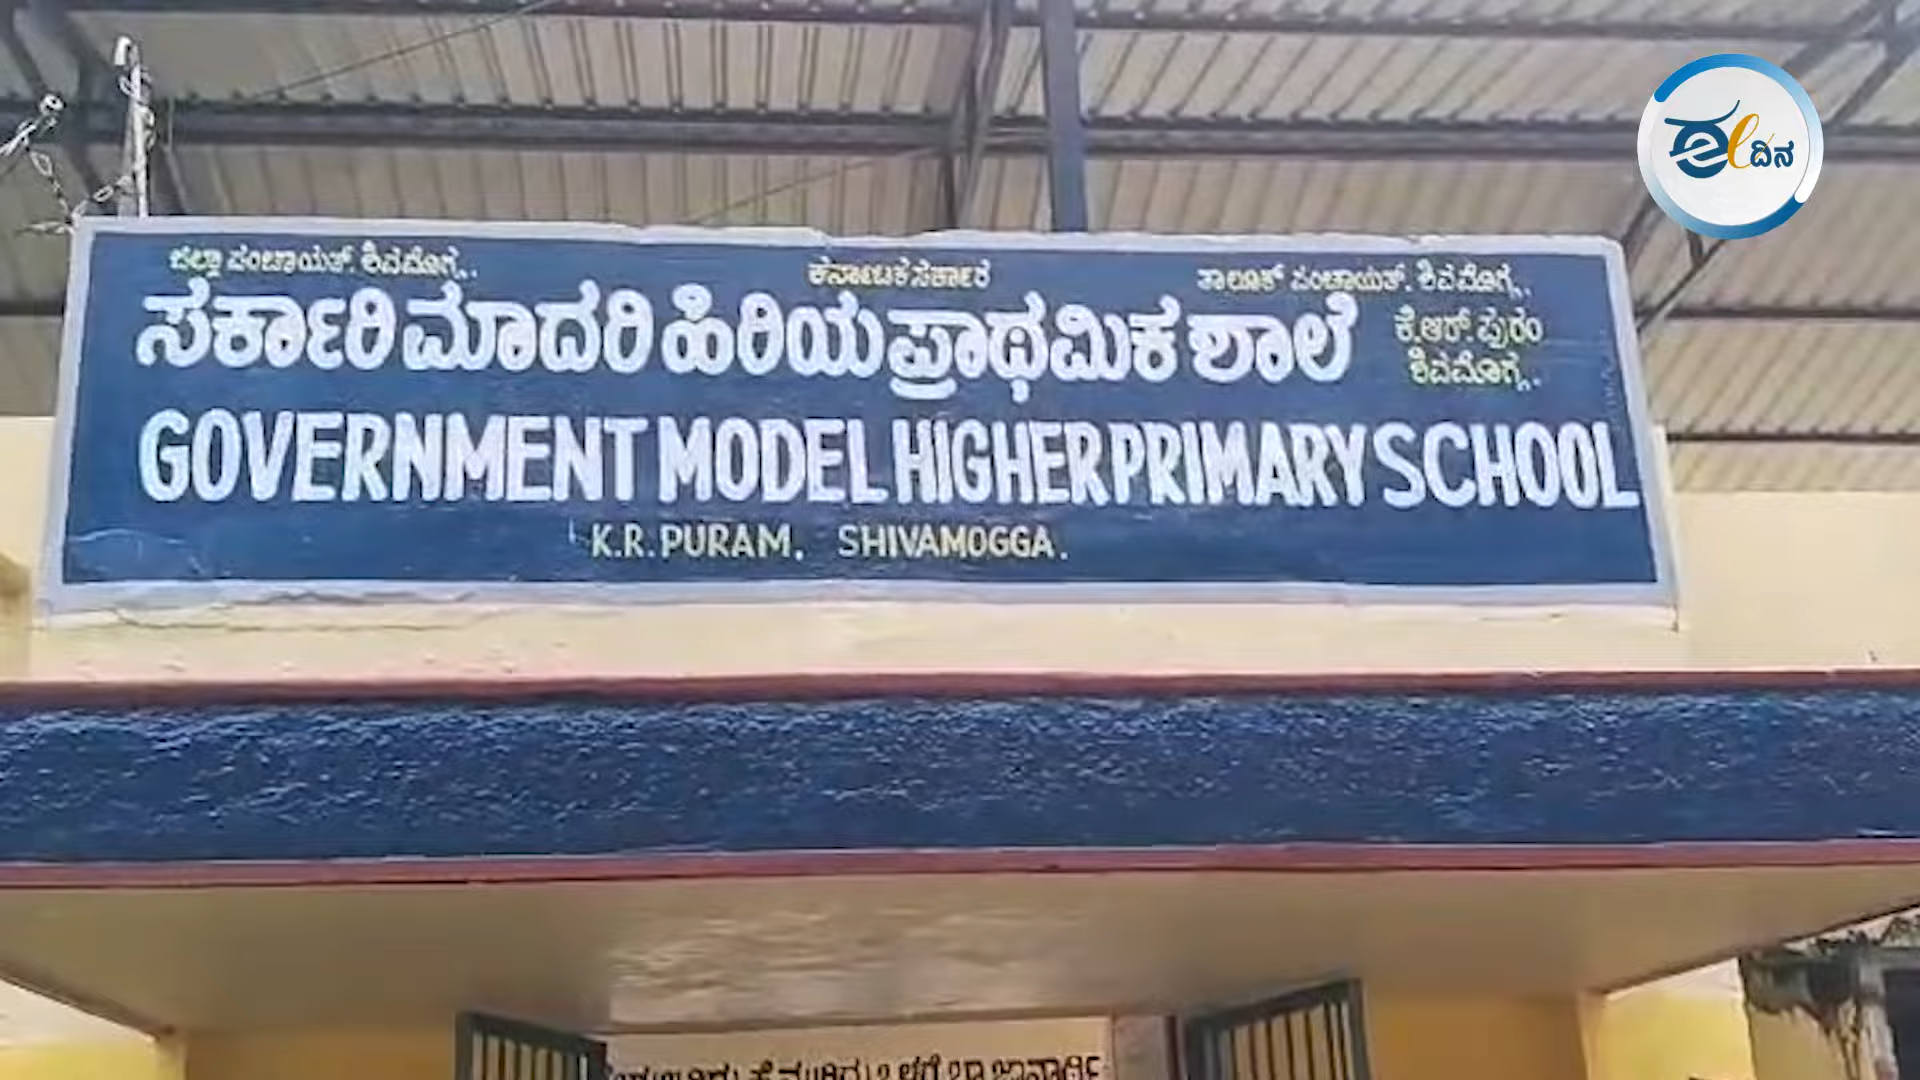 ಈ ದಿನ
ಜಿಲ್ಲಾ ಪಂಚಾಯತ್. ಶಿವಮೊಗ್ಗ. ಕರ್ನಾಟಕ ಸರ್ಕಾರ ತಾಲೂಕ್ ಪಂಚಾಯತ್. ಶಿವಮೊಗ್ಗ.
ಸರ್ಕಾರಿ ಮಾದರಿ ಹಿರಿಯ ಪ್ರಾಥಮಿಕ ಶಾಲೆ
ಕೆ.ಆರ್. ಪುರಂ
ಶಿವಮೊಗ್ಗ.
GOVERNMENT MODEL HIGHER PRIMARY SCHOOL
K.R.PURAM. SHIVAMOGGA.